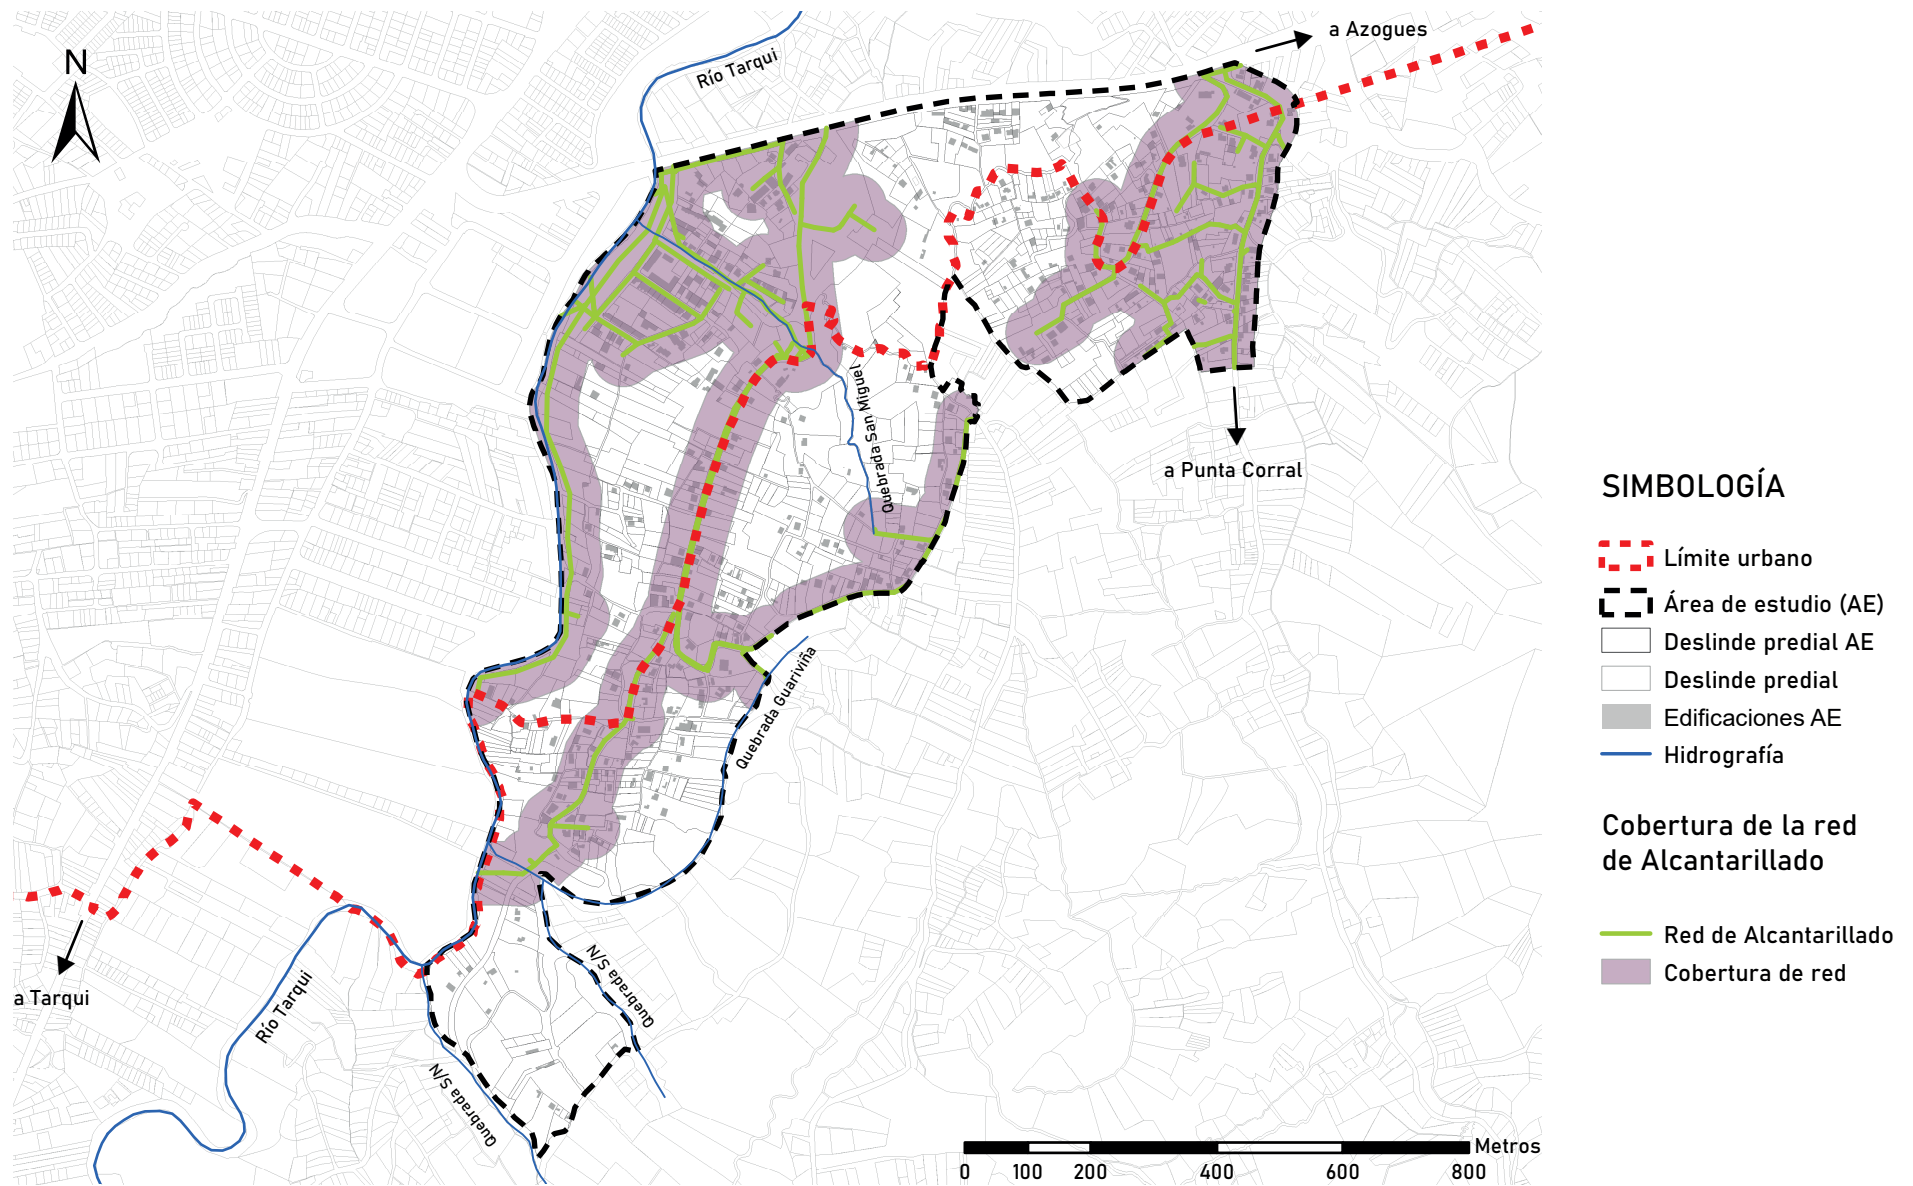 N
Río Tarqui
a Azogues
Quebrada San Miguel
a Punta Corral
Quebrada Guariviña
a Tarqui
Río Tarqui
Quebrada S/N
Quebrada S/N
0 100 200 400 600 800 Metros
SIMBOLOGÍA
Límite urbano
Área de estudio (AE)
Deslinde predial AE
Deslinde predial
Edificaciones AE
Hidrografía
Cobertura de la red
de Alcantarillado
Red de Alcantarillado
Cobertura de red